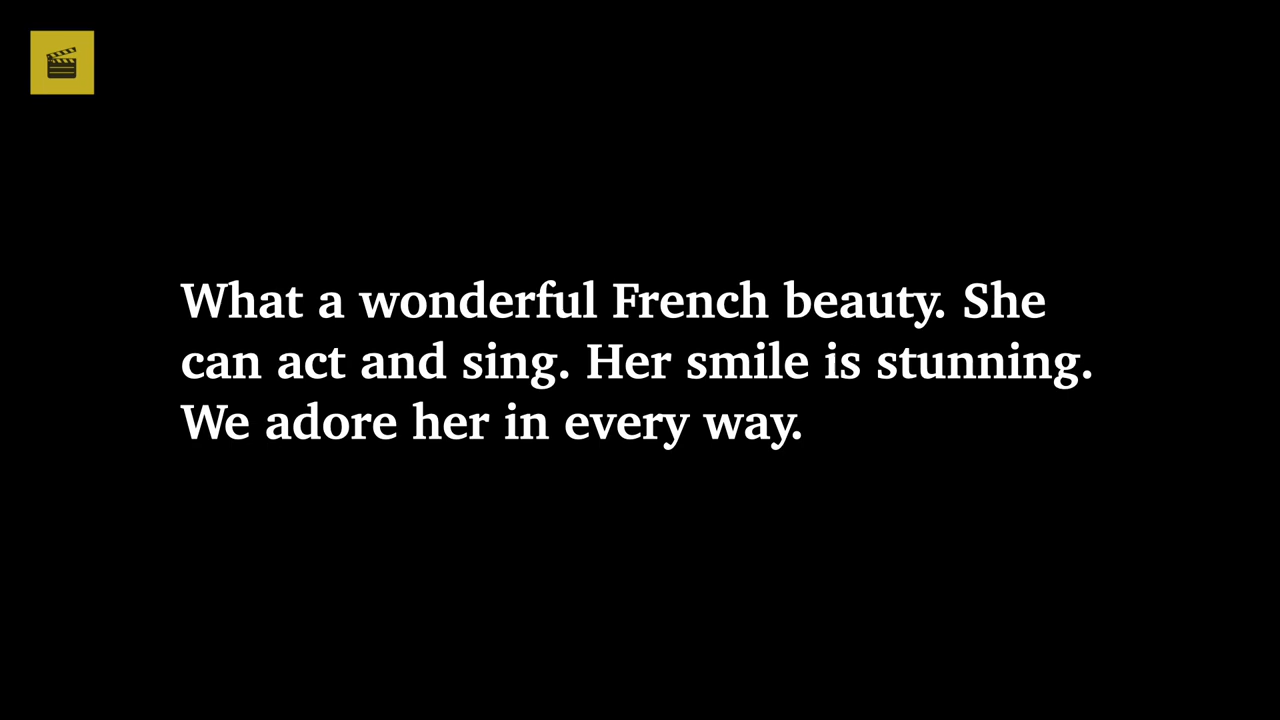 What a wonderful French beauty. She
can act and sing. Her smile is stunning.
We adore her in every way.